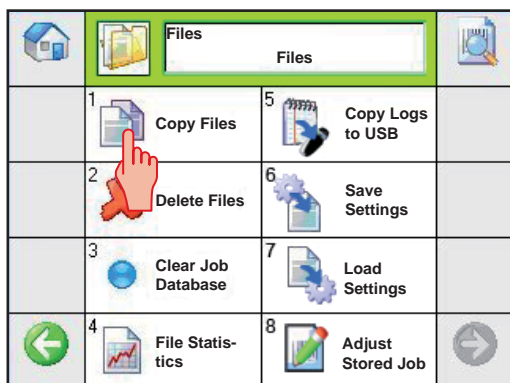 Files
Files
1
Copy Files
2
Delete Files
3
Clear Job
Database
4
File Statis-
tics
5
Copy Logs
to USB
6
Save
Settings
7
Load
Settings
8
Adjust
Stored Job